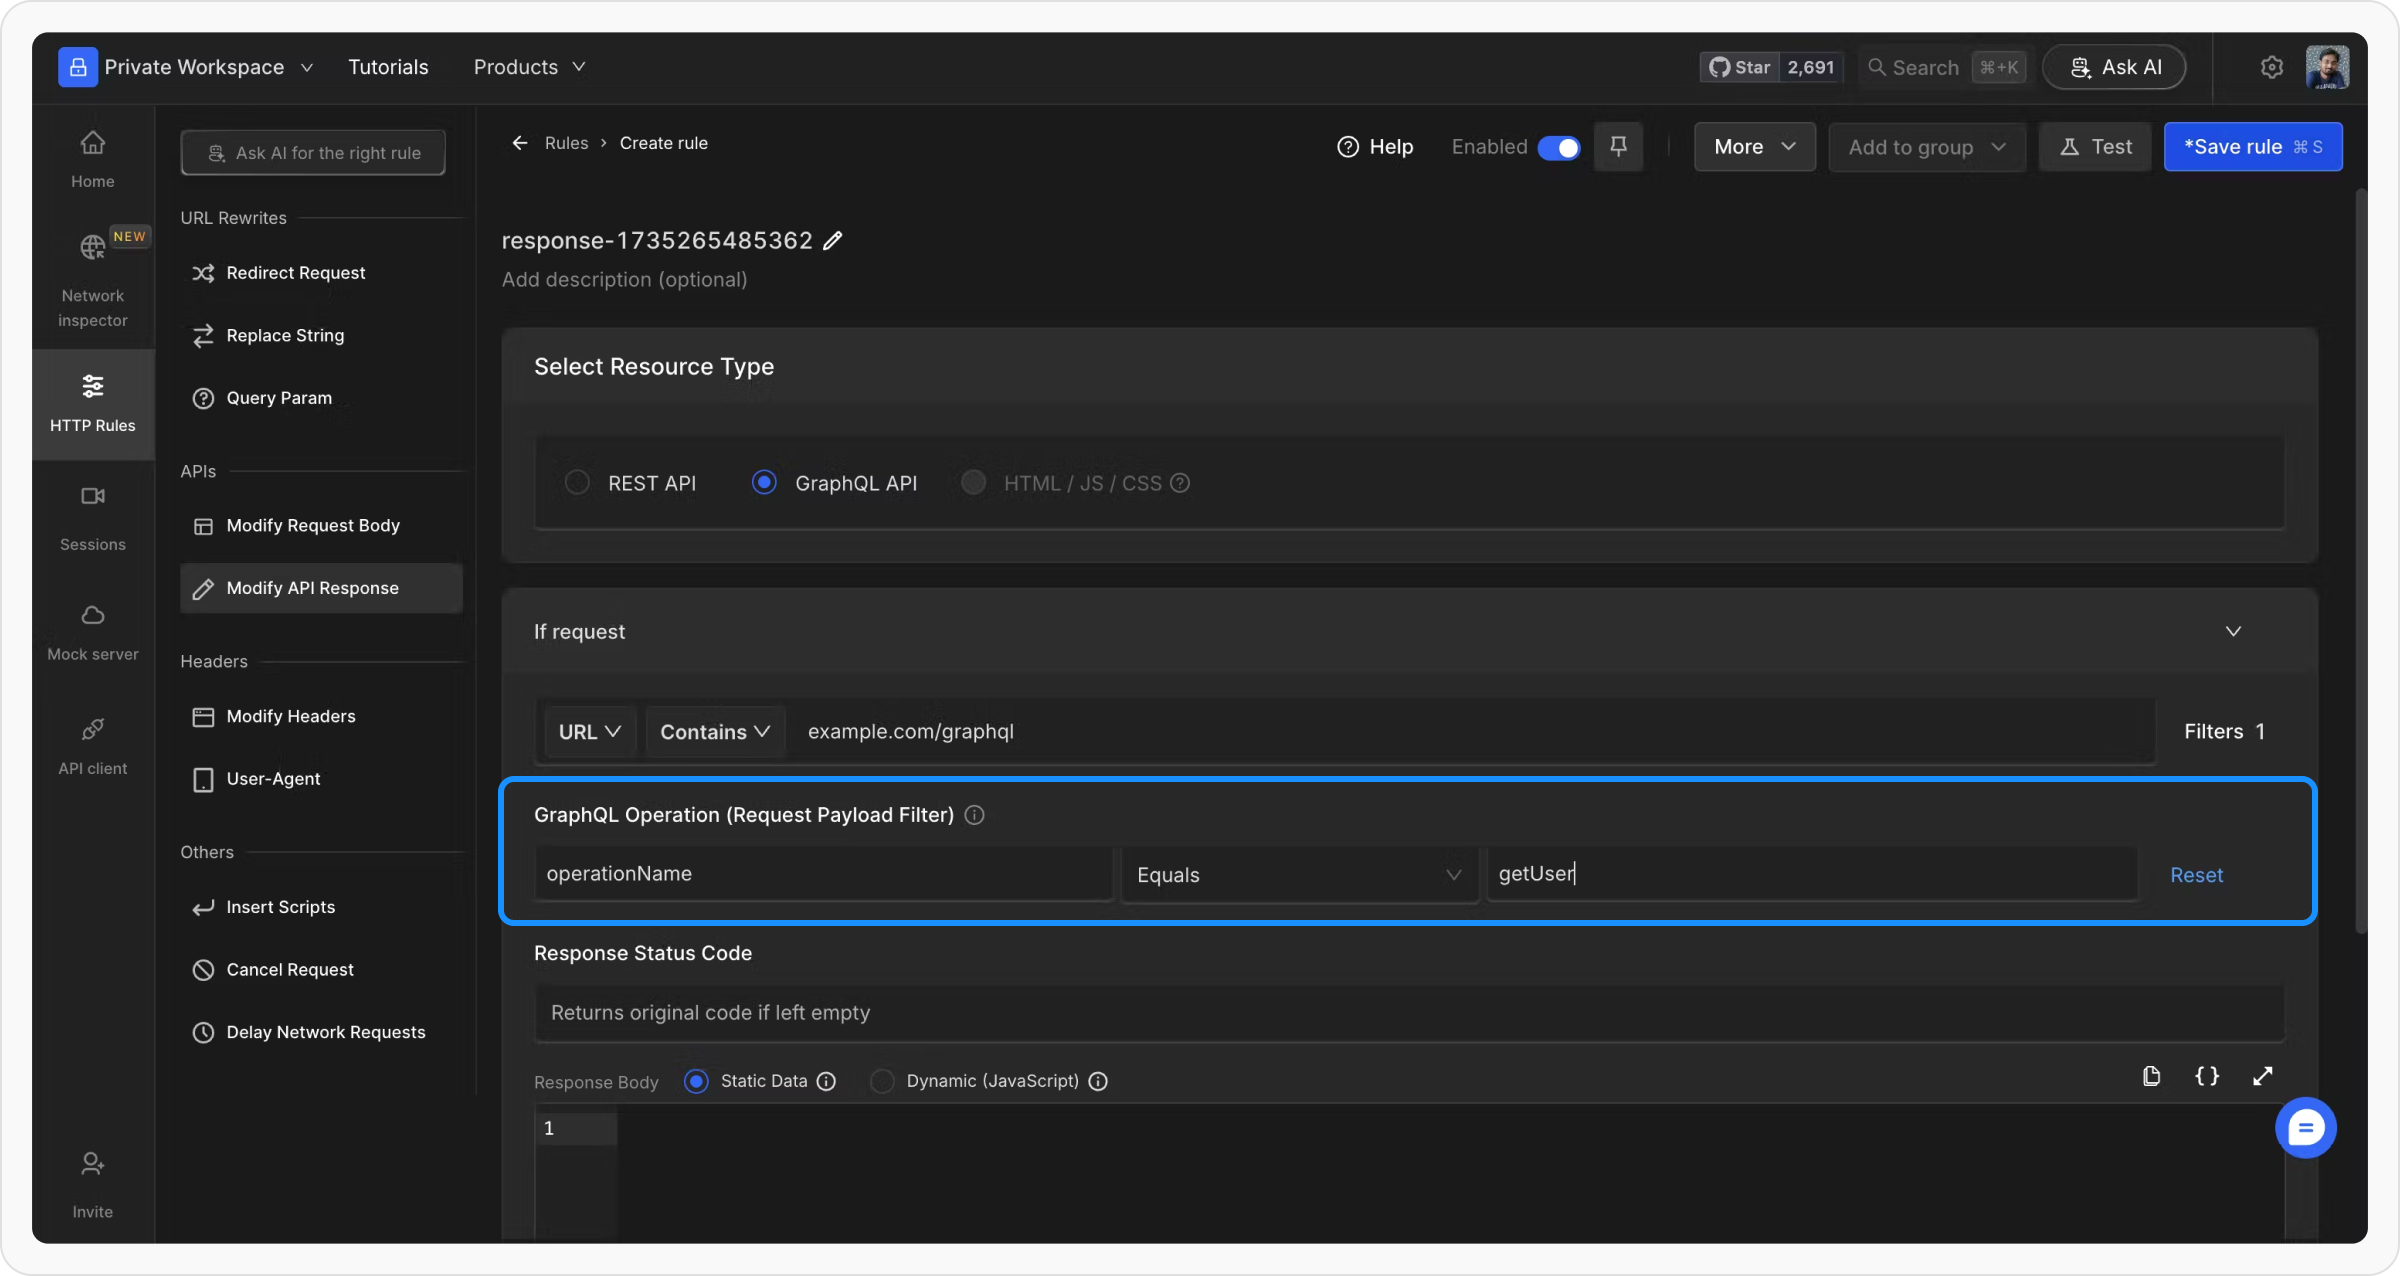 Private Workspace
Tutorials
Products
Star 2,691
Search ⌘+K
Ask AI
Home
NEW
Network
inspector
HTTP Rules
Sessions
Mock server
API client
Invite
Ask AI for the right rule
URL Rewrites
Redirect Request
Replace String
Query Param
APIs
Modify Request Body
Modify API Response
Headers
Modify Headers
User-Agent
Others
Insert Scripts
Cancel Request
Delay Network Requests
Rules > Create rule
Help
Enabled
More
Add to group
Test
*Save rule ⌘ S
response-1735265485362
Add description (optional)
Select Resource Type
REST API
GraphQL API
HTML / JS / CSS
If request
URL
Contains
example.com/graphql
Filters 1
GraphQL Operation (Request Payload Filter)
operationName
Equals
getUser
Reset
Response Status Code
Returns original code if left empty
Response Body
Static Data
Dynamic (JavaScript)
{ }
1